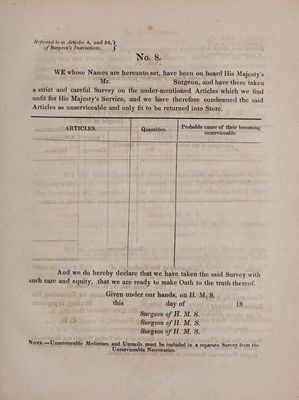 Referred to in Articles 4, and 34,
of Surgeon's Instructions.
No. 8.
WE whose Names are hereunto set, have been on board His Majesty's
Mr. Surgeon, and have there taken
a strict and careful Survey on the under-mentioned Articles which we find
unfit for His Majesty's Service, and we have therefore condemned the said
Articles as unserviceable and only fit to be returned into Store.
ARTICLES. Quantities. Probable cause of their becoming
unserviceable.
And we do hereby declare that we have taken the said Survey with
such care and equity, that we are ready to make Oath to the truth thereof.
Given under our hands, on H. M. S.
this day of 18
Surgeon of H. M. S.
Surgeon of H. M. S.
Surgeon of H. M. S.
NOTE.—Unserviceable Medicines and Utensils must be included in a separate Survey from the
Unserviceable Necessaries.